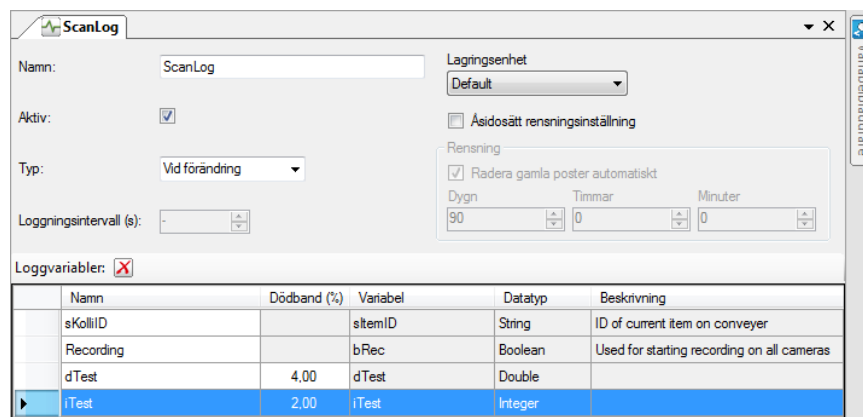 ScanLog
Namn: ScanLog
Lagringsenhet
Default
Aktiv:
Åsidosätt rensningsinställning
Rensning
Typ: Vid förändring
Radera gamla poster automatiskt
Dygn Timmar Minuter
Loggningsintervall (s): -
90 0 0
Loggvariabler:
Namn Dödband (%) Variabel Datatyp Beskrivning
sKolliID sItemID String ID of current item on conveyer
Recording bRec Boolean Used for starting recording on all cameras
dTest 4,00 dTest Double
iTest 2,00 iTest Integer